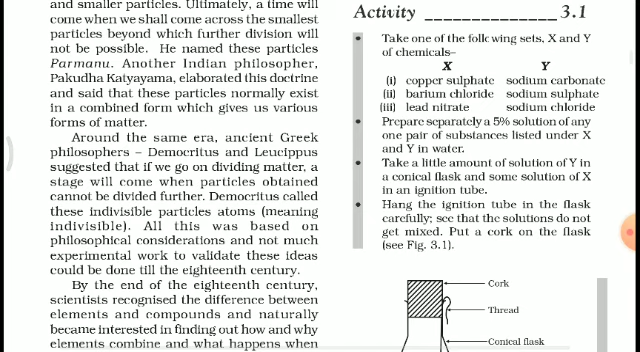 and smaller particles. Ultimately, a time will
come when we shall come across the smallest
particles beyond which further division will
not be possible. He named these particles
Parmanu. Another Indian philosopher,
Pakudha Katyayama, elaborated this doctrine
and said that these particles normally exist
in a combined form which gives us various
forms of matter.
Around the same era, ancient Greek
philosophers – Democritus and Leucippus
suggested that if we go on dividing matter, a
stage will come when particles obtained
cannot be divided further. Democritus called
these indivisible particles atoms (meaning
indivisible). All this was based on
philosophical considerations and not much
experimental work to validate these ideas
could be done till the eighteenth century.
By the end of the eighteenth century,
scientists recognised the difference between
elements and compounds and naturally
became interested in finding out how and why
elements combine and what happens when
Activity ______________ 3.1
• Take one of the following sets, X and Y
of chemicals–
X Y
(i) copper sulphate sodium carbonate
(ii) barium chloride sodium sulphate
(iii) lead nitrate sodium chloride
• Prepare separately a 5% solution of any
one pair of substances listed under X
and Y in water.
• Take a little amount of solution of Y in
a conical flask and some solution of X
in an ignition tube.
• Hang the ignition tube in the flask
carefully; see that the solutions do not
get mixed. Put a cork on the flask
(see Fig. 3.1).
Cork
Thread
Conical flask